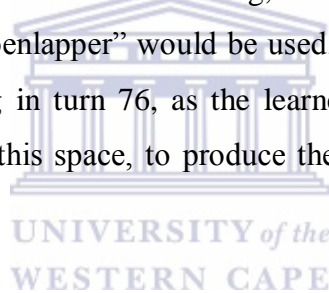 enlapper” would be used
in turn 76, as the learne
this space, to produce the
UNIVERSITY of the
WESTERN CAPE